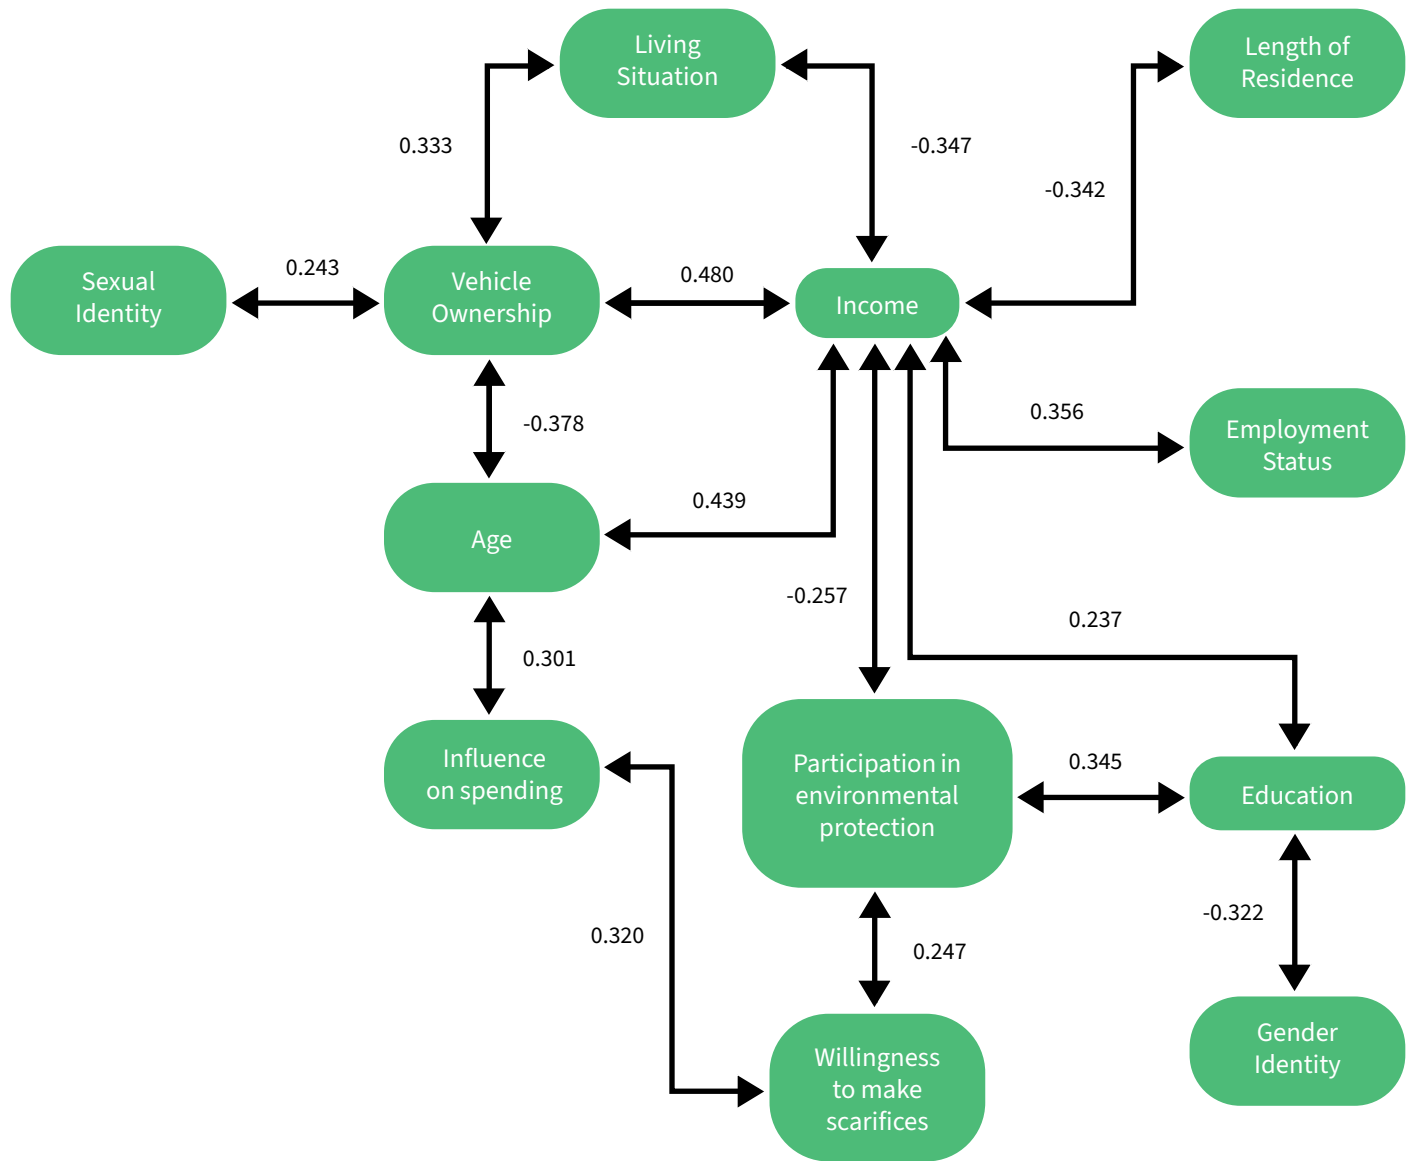 Living
Situation
Length of
Residence
0.333
-0.347
-0.342
Sexual
Identity
0.243
Vehicle
Ownership
0.480
Income
-0.378
0.356
Employment
Status
0.439
Age
-0.257
0.237
0.301
Influence
on spending
Participation in
environmental
protection
0.345
Education
0.320
0.247
-0.322
Willingness
to make
scarifices
Gender
Identity